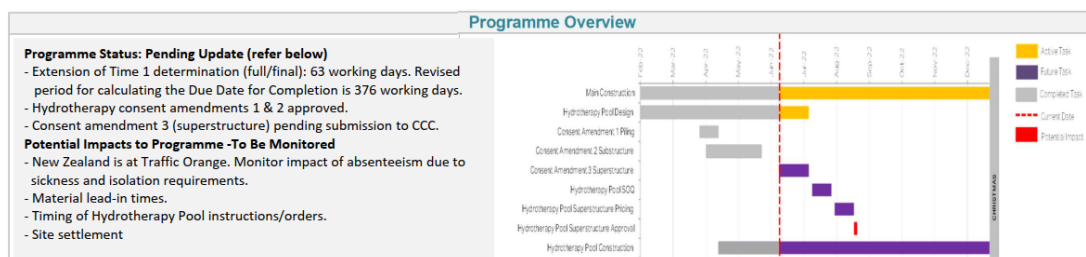 Programme Overview
Programme Status: Pending Update (refer below)
- Extension of Time 1 determination (full/final): 63 working days. Revised
period for calculating the Due Date for Completion is 376 working days.
- Hydrotherapy consent amendments 1 & 2 approved.
- Consent amendment 3 (superstructure) pending submission to CCC.
Potential Impacts to Programme -To Be Monitored
- New Zealand is at Traffic Orange. Monitor impact of absenteeism due to
sickness and isolation requirements.
- Material lead-in times.
- Timing of Hydrotherapy Pool instructions/orders.
- Site settlement
Feb-22
Mar-22
Apr-22
May-22
Jun-22
Jul-22
Aug-22
Sep-22
Oct-22
Nov-22
Dec-22
Main Construction
Hydrotherapy Pool Design
Consent Amendment 1 Piling
Consent Amendment 2 Substructure
Consent Amendment 3 Superstructure
Hydrotherapy Pool SOQ
Hydrotherapy Pool Superstructure Pricing
Hydrotherapy Pool Superstructure Approval
Hydrotherapy Pool Construction
CHRISTMAS
Active Task
Future Task
Completed Task
Current Date
Potential Impact